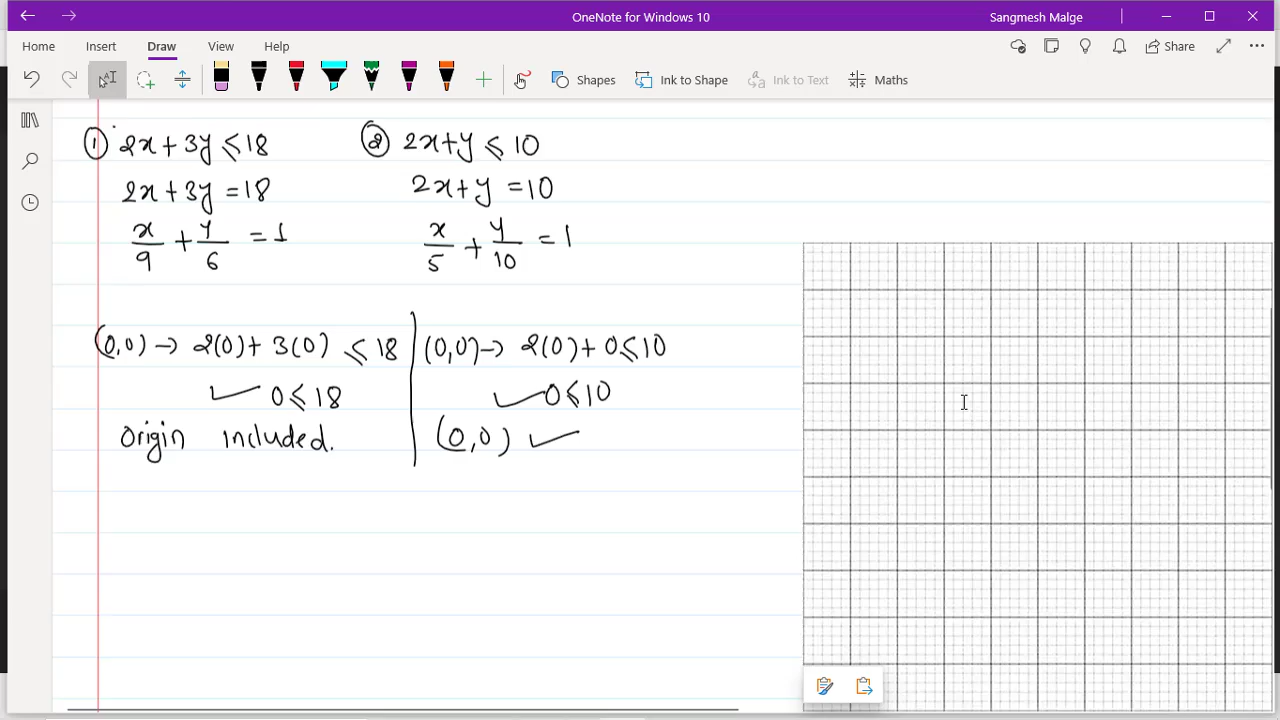 OneNote for Windows 10
Sangmesh Malge
Home Insert Draw View Help
Share
Shapes Ink to Shape Ink to Text Maths
① 2x + 3y ≤ 18
2x + 3y = 18
x/9 + y/6 = 1
② 2x + y ≤ 10
2x + y = 10
x/5 + y/10 = 1
(0,0) → 2(0) + 3(0) ≤ 18
✓ 0 ≤ 18
Origin included.
(0,0) → 2(0) + 0 ≤ 10
✓ 0 ≤ 10
(0,0) ✓